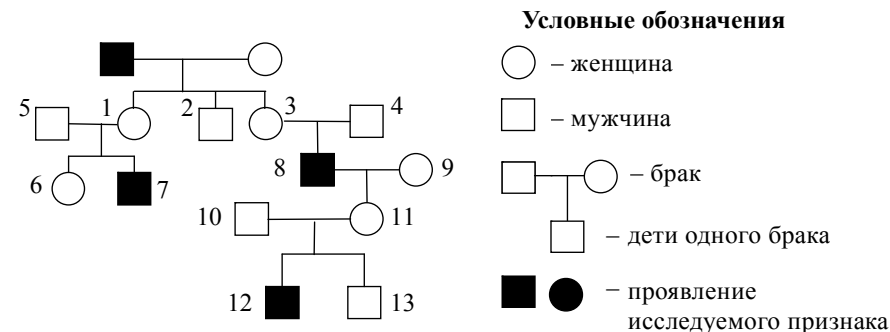 Условные обозначения
– женщина
– мужчина
– брак
– дети одного брака
– проявление
исследуемого признака
5
1
2
3
4
6
7
8
9
10
11
12
13